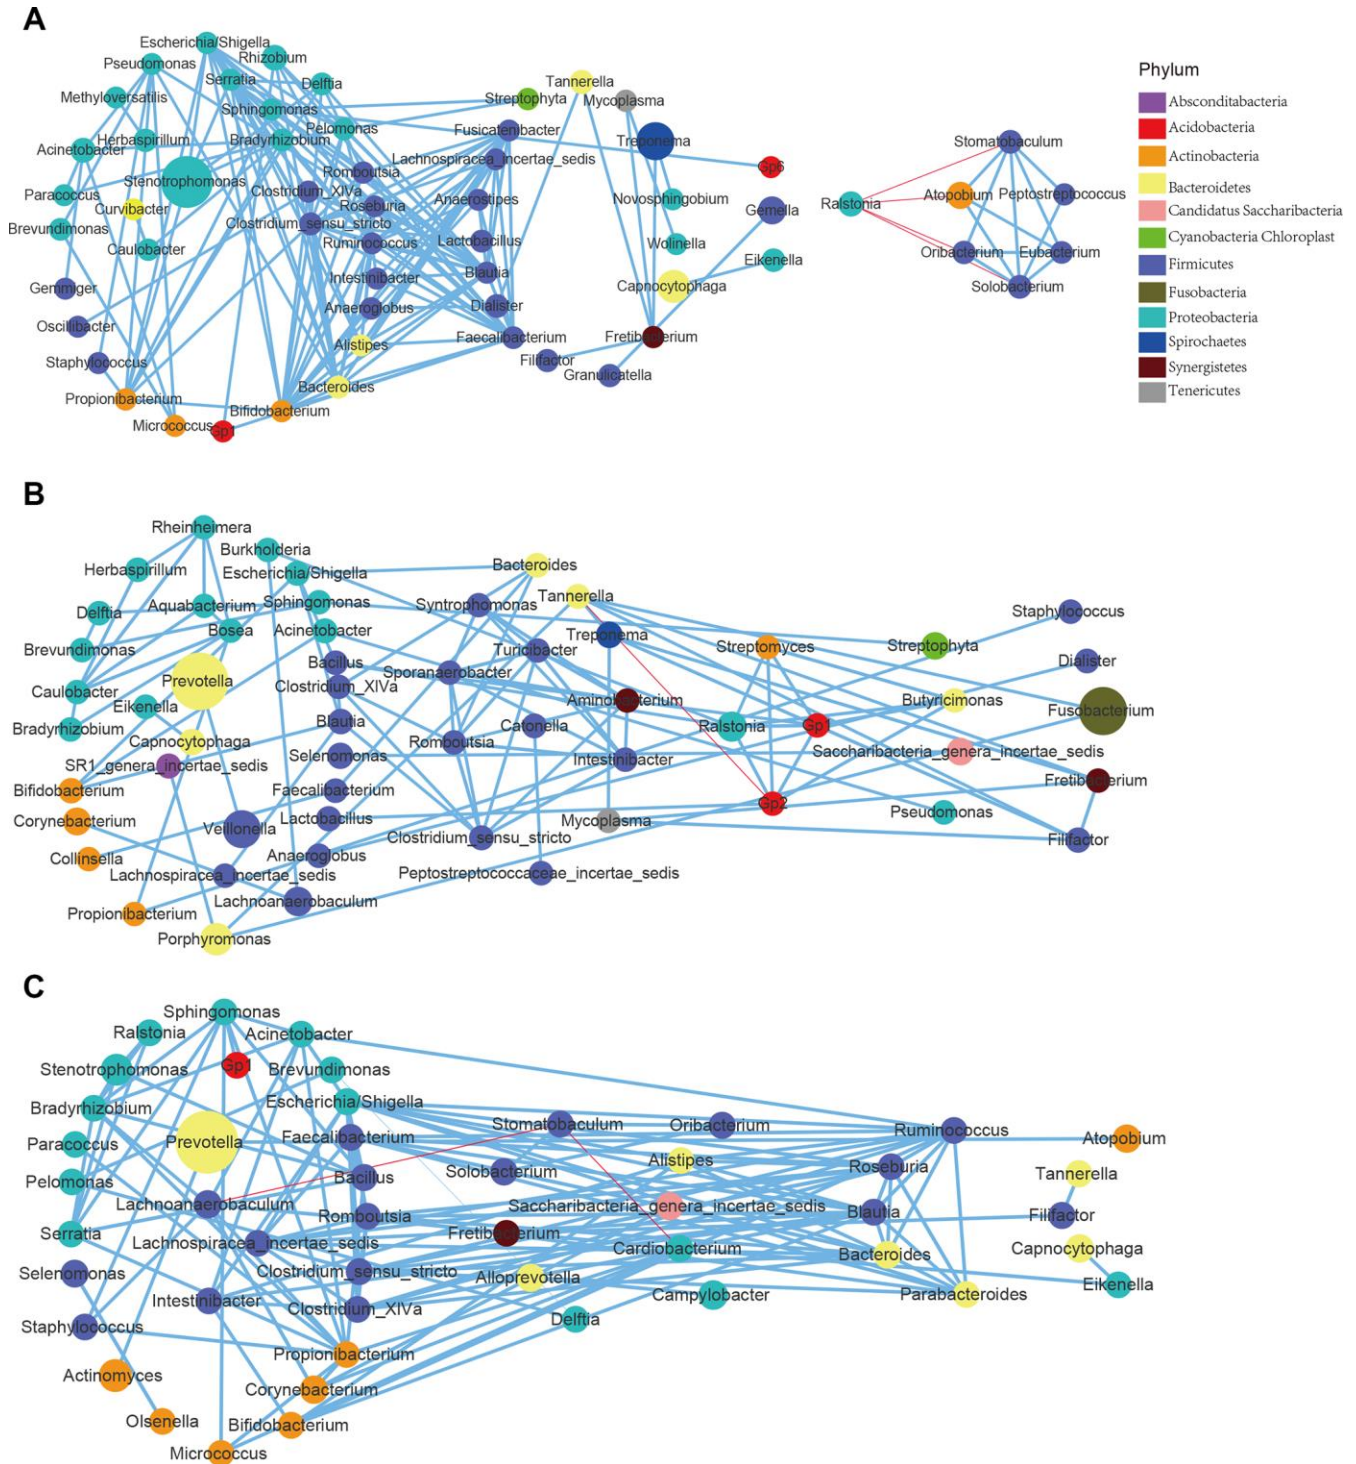 A
Escherichia/Shigella
Rhizobium
Pseudomonas
Serratia
Delftia
Methyloversatilis
Sphingomonas
Pelomonas
Herbaspirillum
Bradyrhizobium
Acinetobacter
Stenotrophomonas
Romboutsia
Clostridium_XIVa
Paracoccus
Curvibacter
Roseburia
Clostridium_sensu_stricto
Brevundimonas
Caulobacter
Ruminococcus
Gemmiger
Intestinibacter
Anaeroglobus
Oscillibacter
Alistipes
Staphylococcus
Bacteroides
Propionibacterium
Bifidobacterium
Micrococcus
Gp1
Tannerella
Streptophyta
Mycoplasma
Fusicatenibacter
Treponema
Lachnospiracea_incertae_sedis
Gp6
Anaerostipes
Novosphingobium
Gemella
Lactobacillus
Wolinella
Eikenella
Blautia
Capnocytophaga
Dialister
Faecalibacterium
Fretibacterium
Filifactor
Granulicatella
Stomatobaculum
Atopobium
Peptostreptococcus
Ralstonia
Oribacterium
Eubacterium
Solobacterium
Phylum
Absconditabacteria
Acidobacteria
Actinobacteria
Bacteroidetes
Candidatus Saccharibacteria
Cyanobacteria Chloroplast
Firmicutes
Fusobacteria
Proteobacteria
Spirochaetes
Synergistetes
Tenericutes
B
Rheinheimera
Burkholderia
Herbaspirillum
Escherichia/Shigella
Delftia
Aquabacterium
Sphingomonas
Bosea
Acinetobacter
Brevundimonas
Bacillus
Prevotella
Clostridium_XIVa
Caulobacter
Eikenella
Blautia
Bradyrhizobium
Capnocytophaga
Selenomonas
SR1_genera_incertae_sedis
Bifidobacterium
Faecalibacterium
Corynebacterium
Veillonella
Lactobacillus
Collinsella
Anaeroglobus
Lachnospiracea_incertae_sedis
Lachnoanaerobaculum
Propionibacterium
Porphyromonas
Bacteroides
Tannerella
Syntrophomonas
Treponema
Turicibacter
Sporanaerobacter
Aminobacterium
Catonella
Romboutsia
Intestinibacter
Mycoplasma
Clostridium_sensu_stricto
Peptostreptococcaceae_incertae_sedis
Staphylococcus
Streptomyces
Streptophyta
Dialister
Butyricimonas
Fusobacterium
Ralstonia
Gp1
Saccharibacteria_genera_incertae_sedis
Fretibacterium
Gp2
Pseudomonas
Filifactor
C
Sphingomonas
Ralstonia
Acinetobacter
Stenotrophomonas
Gp1
Brevundimonas
Bradyrhizobium
Escherichia/Shigella
Paracoccus
Prevotella
Faecalibacterium
Pelomonas
Bacillus
Lachnoanaerobaculum
Romboutsia
Serratia
Lachnospiracea_incertae_sedis
Selenomonas
Clostridium_sensu_stricto
Intestinibacter
Clostridium_XIVa
Staphylococcus
Propionibacterium
Actinomyces
Corynebacterium
Olsenella
Bifidobacterium
Micrococcus
Stomatobaculum
Oribacterium
Ruminococcus
Atopobium
Solobacterium
Alistipes
Roseburia
Tannerella
Saccharibacteria_genera_incertae_sedis
Blautia
Filifactor
Fretibacterium
Cardiobacterium
Bacteroides
Capnocytophaga
Alloprevotella
Campylobacter
Parabacteroides
Eikenella
Delftia